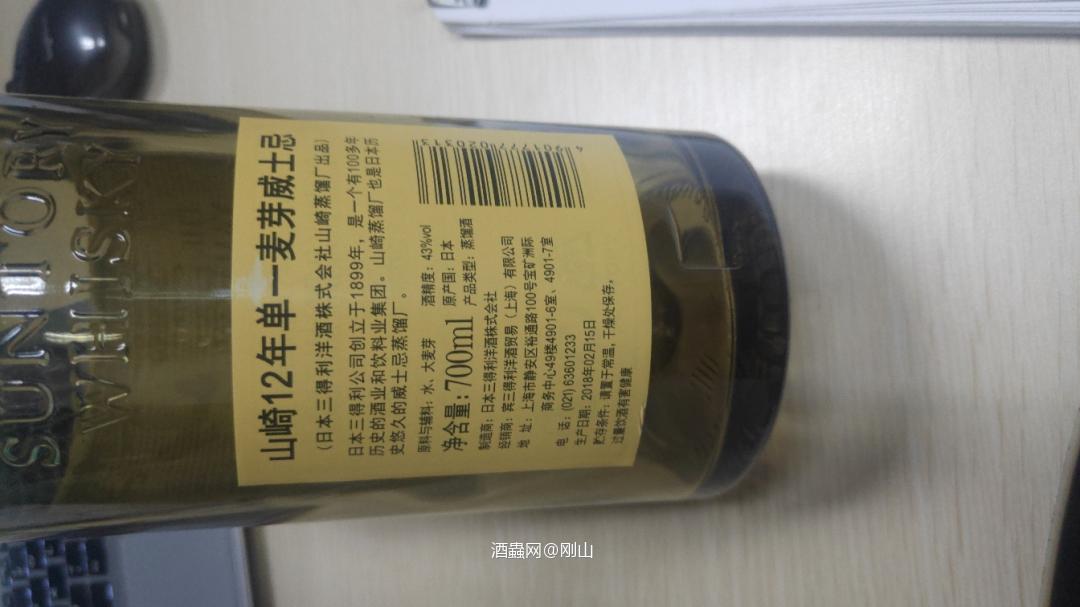 SUNTORY
WHISKY
山崎12年单一麦芽威士忌
（日本三得利洋酒株式会社山崎蒸馏厂出品）
日本三得利公司创立于1899年，是一个有100多年
历史的酒业和饮料业集团。山崎蒸馏厂也是日本历
史悠久的威士忌蒸馏厂。
原料与辅料：水、大麦芽 酒精度：43%vol
净含量：700ml 原产国：日本
产品类型：蒸馏酒
制造商：日本三得利洋酒株式会社
经销商：宾三得利洋酒贸易（上海）有限公司
地 址：上海市静安区裕通路100号宝矿洲际
商务中心49楼4901-6室、4901-7室
电 话：(021) 63601233
生产日期：2018年02月15日
贮存条件：请置于常温，干燥处保存。
过量饮酒有害健康
酒蟲网@刚山